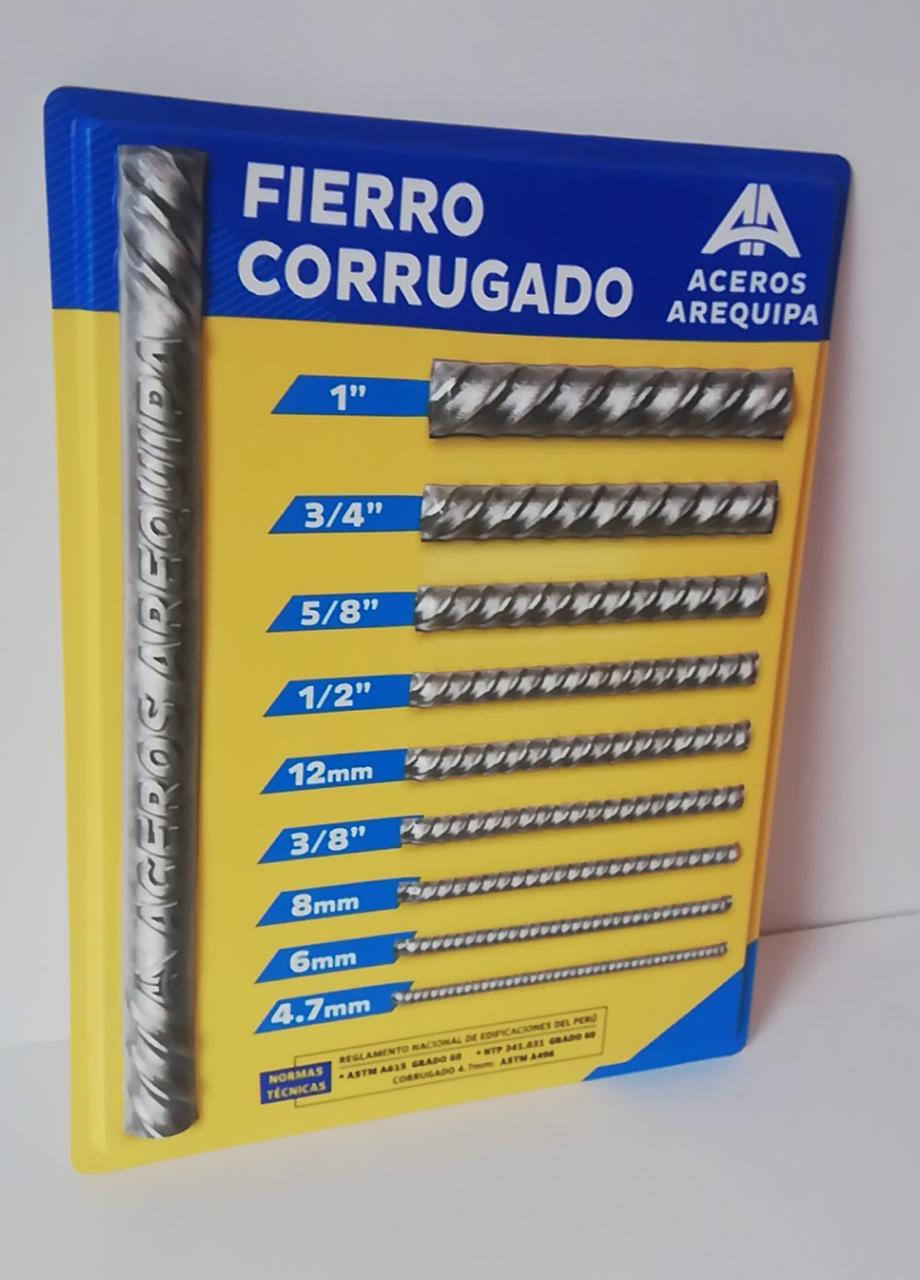 FIERRO
CORRUGADO
ACEROS
AREQUIPA
ACEROS AREQUIPA
1”
3/4”
5/8”
1/2”
12mm
3/8”
8mm
6mm
4.7mm
NORMAS
TÉCNICAS
REGLAMENTO NACIONAL DE EDIFICACIONES DEL PERÚ
• ASTM A615 GRADO 60 • NTP 341.031 GRADO 60
CORRUGADO 4.7mm: ASTM A496